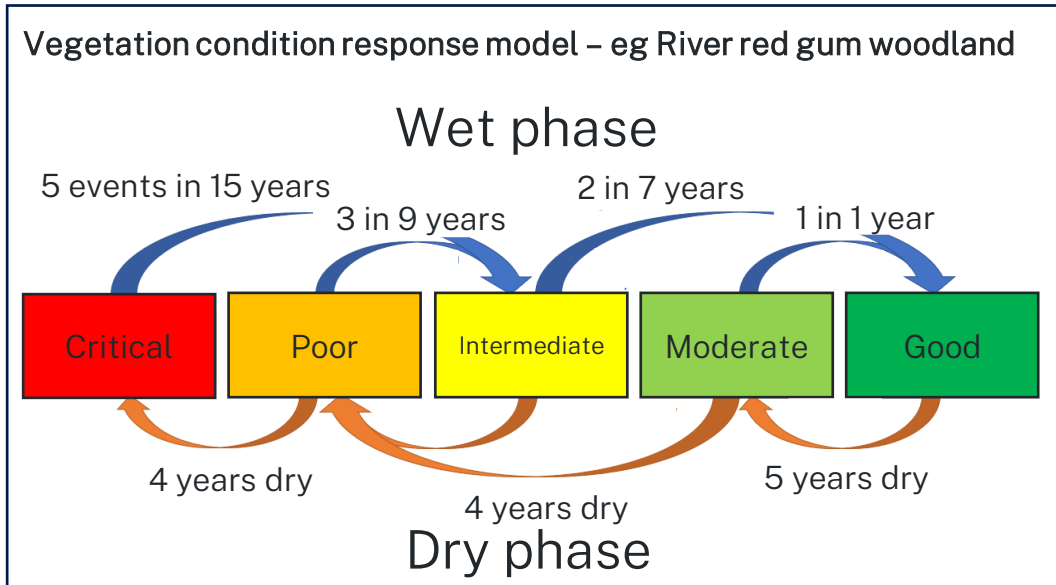 Vegetation condition response model – eg River red gum woodland
Wet phase
5 events in 15 years
2 in 7 years
3 in 9 years
1 in 1 year
Critical
Poor
Intermediate
Moderate
Good
4 years dry
5 years dry
4 years dry
Dry phase